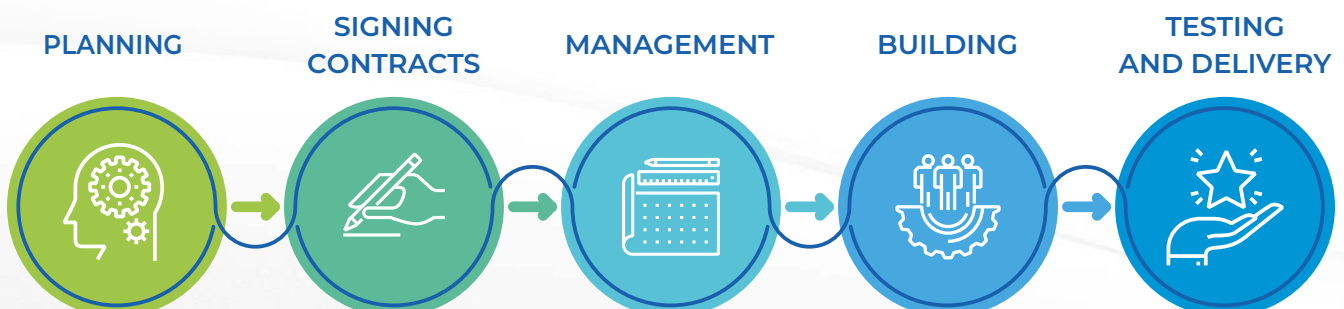 PLANNING
SIGNING
CONTRACTS
MANAGEMENT
BUILDING
TESTING
AND DELIVERY